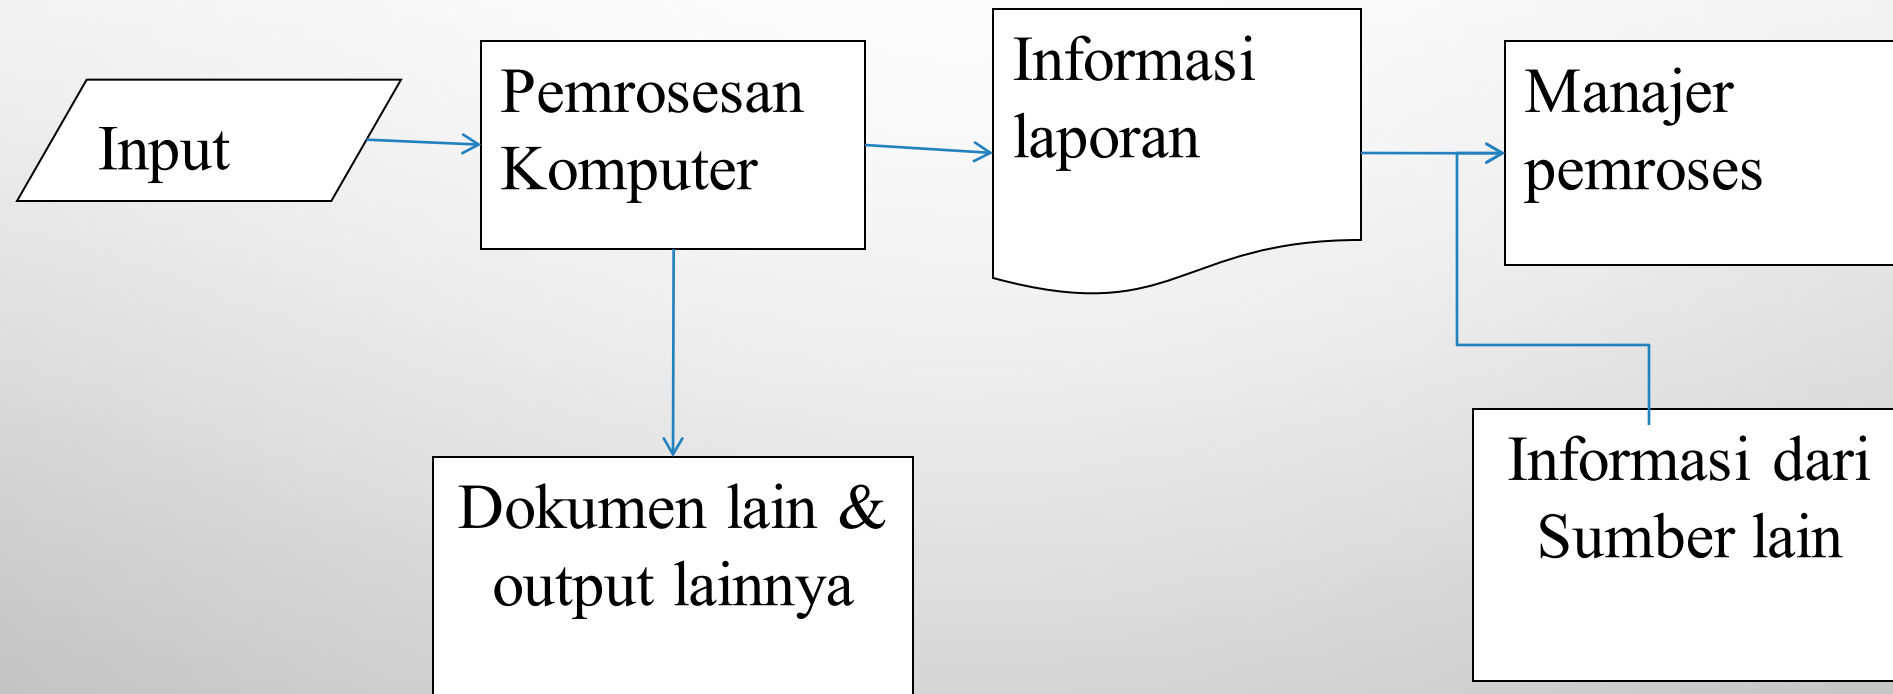 Input
Pemrosesan
Komputer
Informasi
laporan
Manajer
pemroses
Dokumen lain &
output lainnya
Informasi dari
Sumber lain